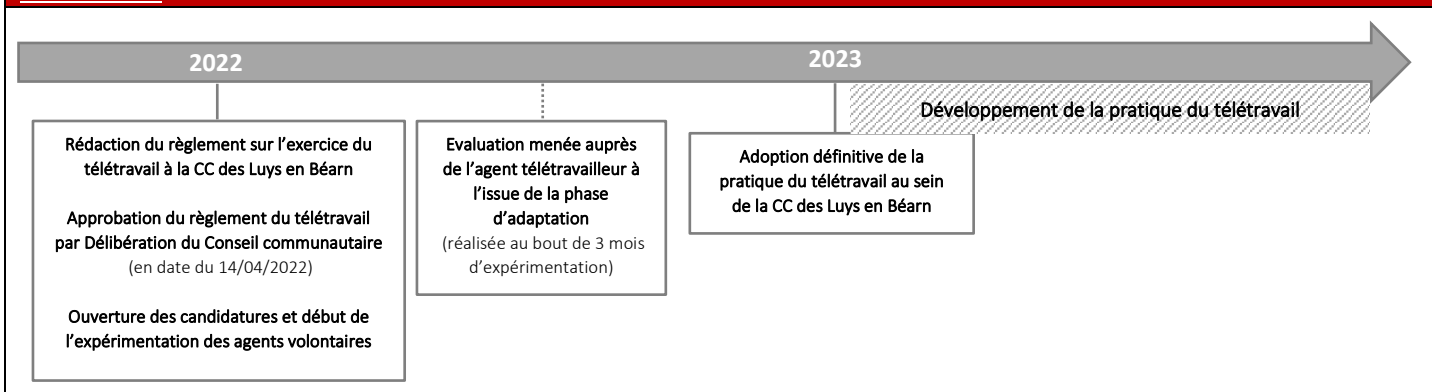 2022
2023
Développement de la pratique du télétravail
Rédaction du règlement sur l’exercice du
télétravail à la CC des Luys en Béarn
Approbation du règlement du télétravail
par Délibération du Conseil communautaire
(en date du 14/04/2022)
Ouverture des candidatures et début de
l’expérimentation des agents volontaires
Evaluation menée auprès
de l’agent télétravailleur à
l’issue de la phase
d’adaptation
(réalisée au bout de 3 mois
d’expérimentation)
Adoption définitive de la
pratique du télétravail au sein
de la CC des Luys en Béarn